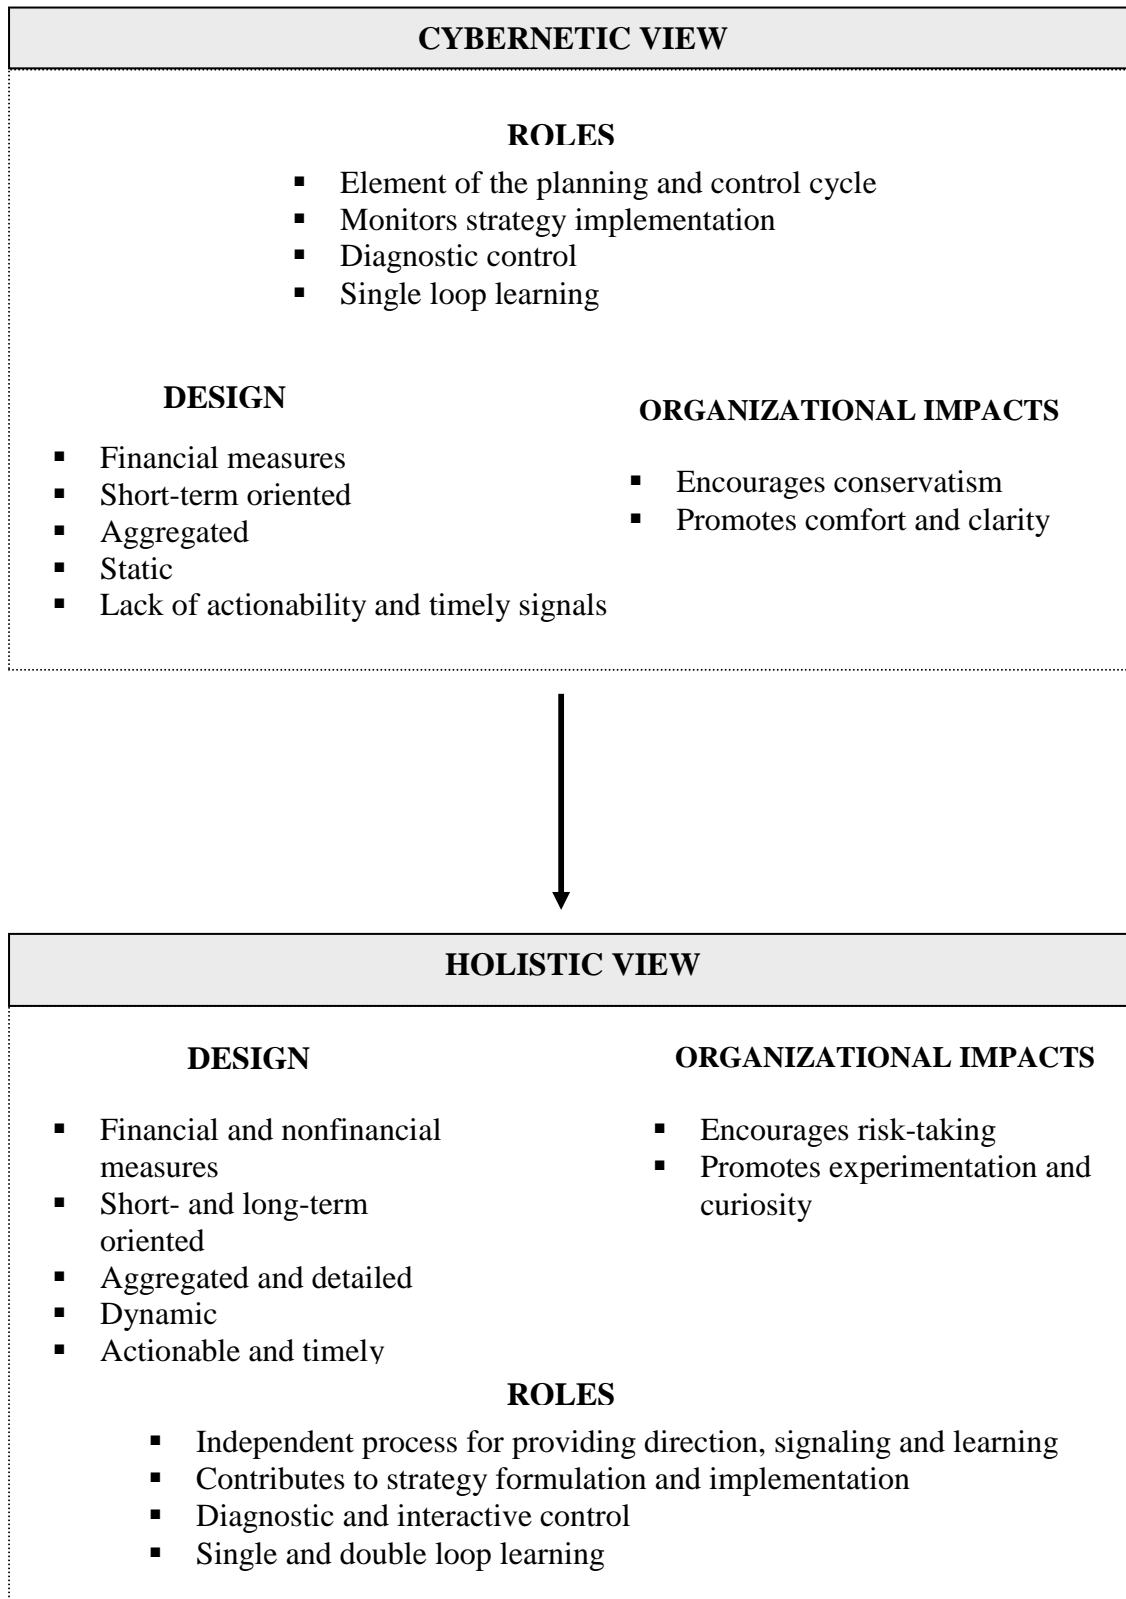 CYBERNETIC VIEW
ROLES
▪ Element of the planning and control cycle
▪ Monitors strategy implementation
▪ Diagnostic control
▪ Single loop learning
DESIGN
▪ Financial measures
▪ Short-term oriented
▪ Aggregated
▪ Static
▪ Lack of actionability and timely signals
ORGANIZATIONAL IMPACTS
▪ Encourages conservatism
▪ Promotes comfort and clarity
HOLISTIC VIEW
DESIGN
▪ Financial and nonfinancial
measures
▪ Short- and long-term
oriented
▪ Aggregated and detailed
▪ Dynamic
▪ Actionable and timely
ORGANIZATIONAL IMPACTS
▪ Encourages risk-taking
▪ Promotes experimentation and
curiosity
ROLES
▪ Independent process for providing direction, signaling and learning
▪ Contributes to strategy formulation and implementation
▪ Diagnostic and interactive control
▪ Single and double loop learning